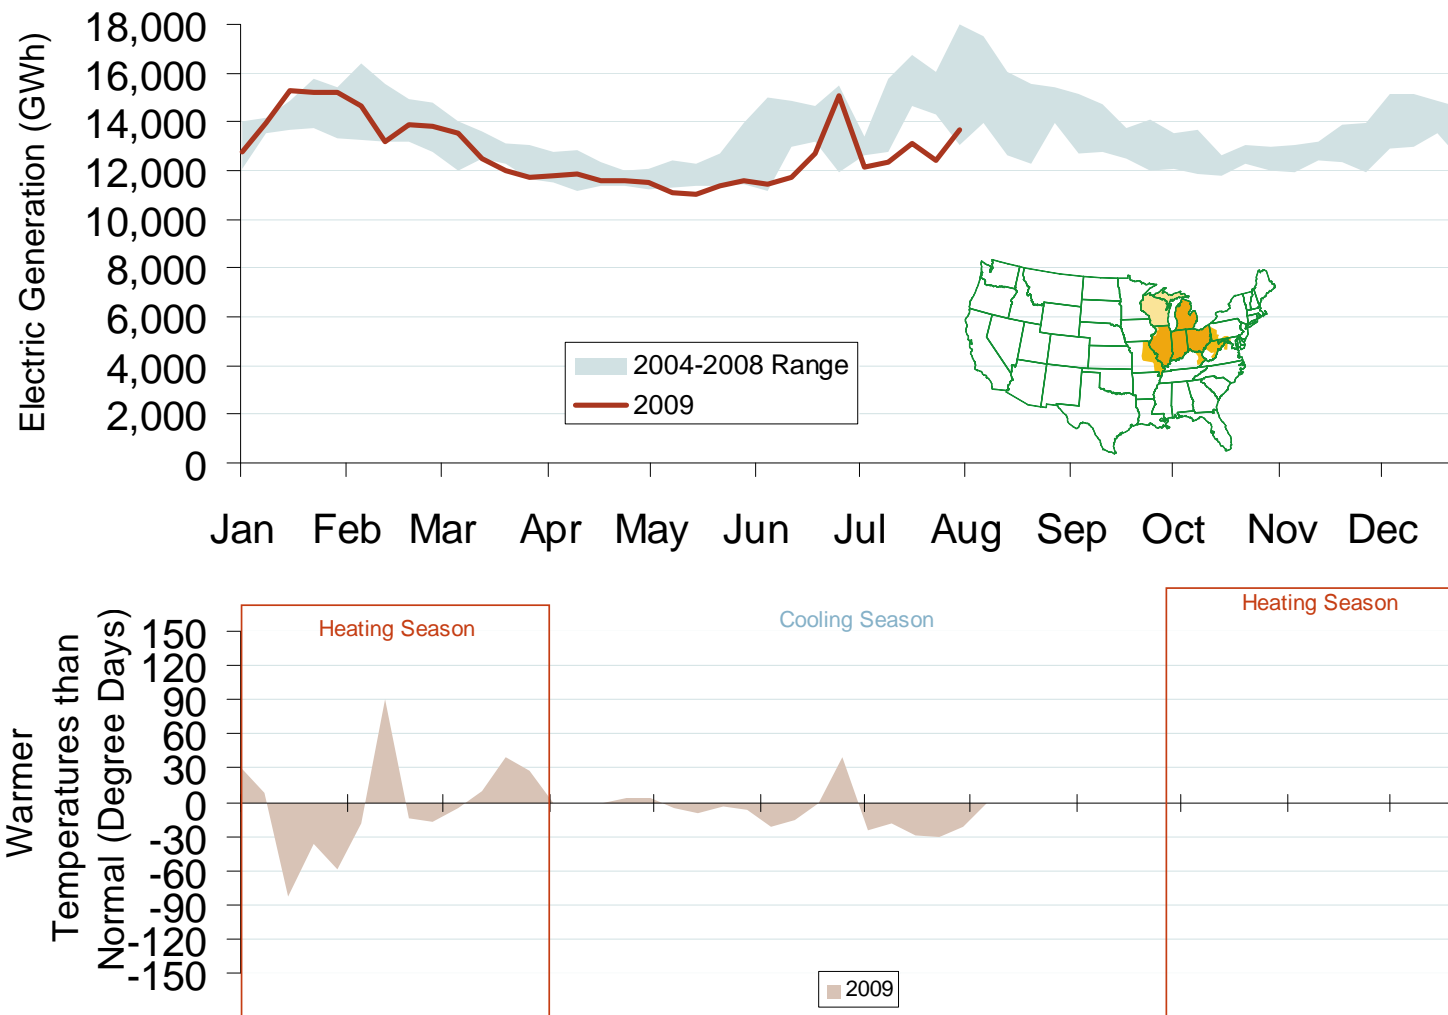 Electric Generation (GWh)
18,000
16,000
14,000
12,000
10,000
8,000
6,000
4,000
2,000
0
2004-2008 Range
2009
Jan Feb Mar Apr May Jun Jul Aug Sep Oct Nov Dec
Warmer
Temperatures than
Normal (Degree Days)
150
120
90
60
30
0
-30
-60
-90
-120
-150
Heating Season
Cooling Season
Heating Season
2009